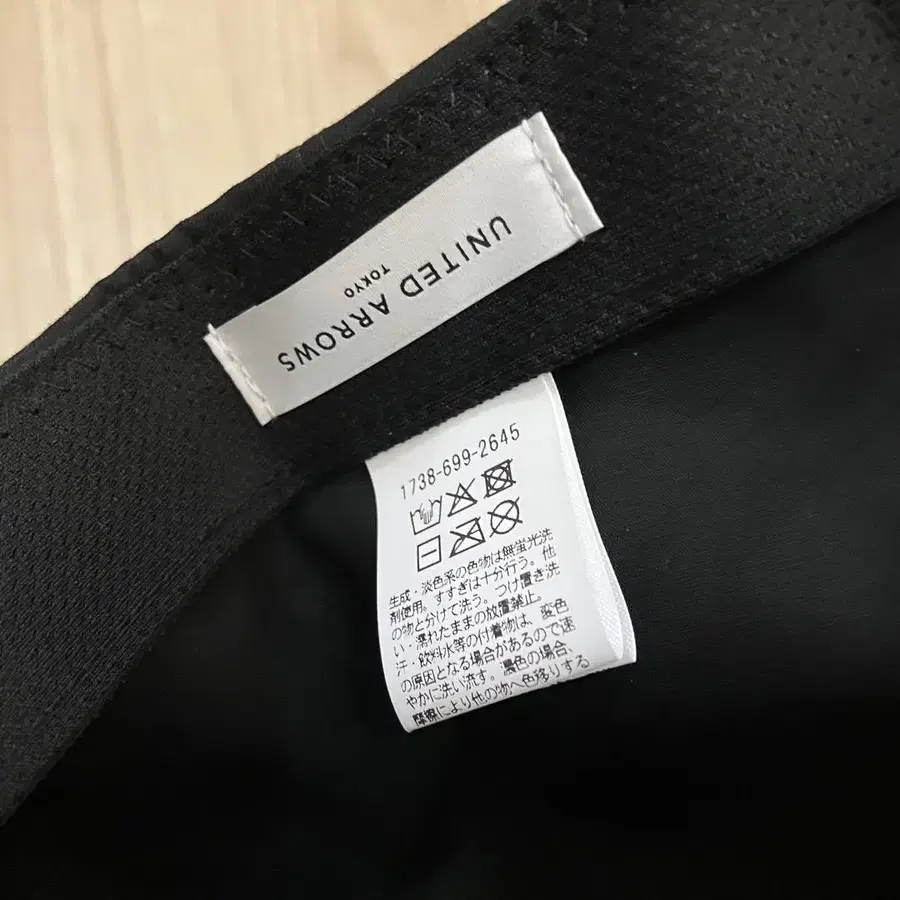 UNITED ARROWS
TOKYO
1738-699-2645
生成・淡色系の色物は無蛍光洗
剤使用。すすぎは十分行う。他
の物と分けて洗う。つけ置き洗
い・濡れたままの放置禁止。
汗・飲料水等の付着物は、変色
の原因となる場合があるので速
やかに洗い流す。濃色の場合、
摩擦により他の物へ色移りする